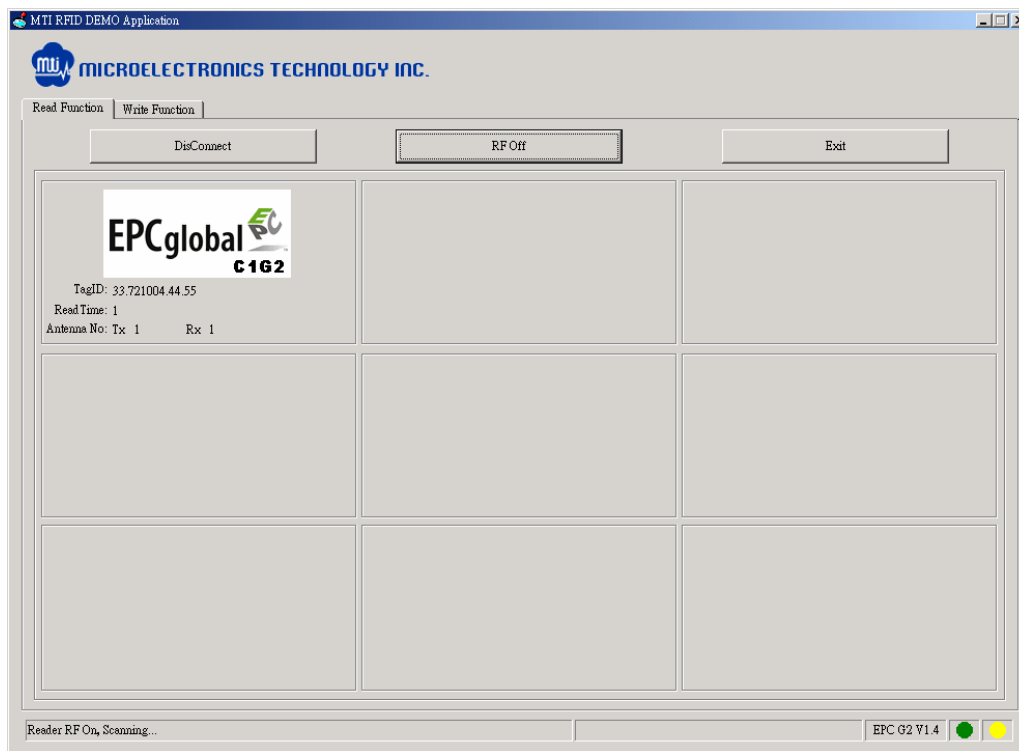 MTI RFID DEMO Application
mti MICROELECTRONICS TECHNOLOGY INC.
Read Function Write Function
DisConnect RF Off Exit
EPCglobal EPC
C1G2
TagID: 33.721004.44.55
Read Time: 1
Antenna No: Tx 1 Rx 1
Reader RF On, Scanning... EPC G2 V1.4